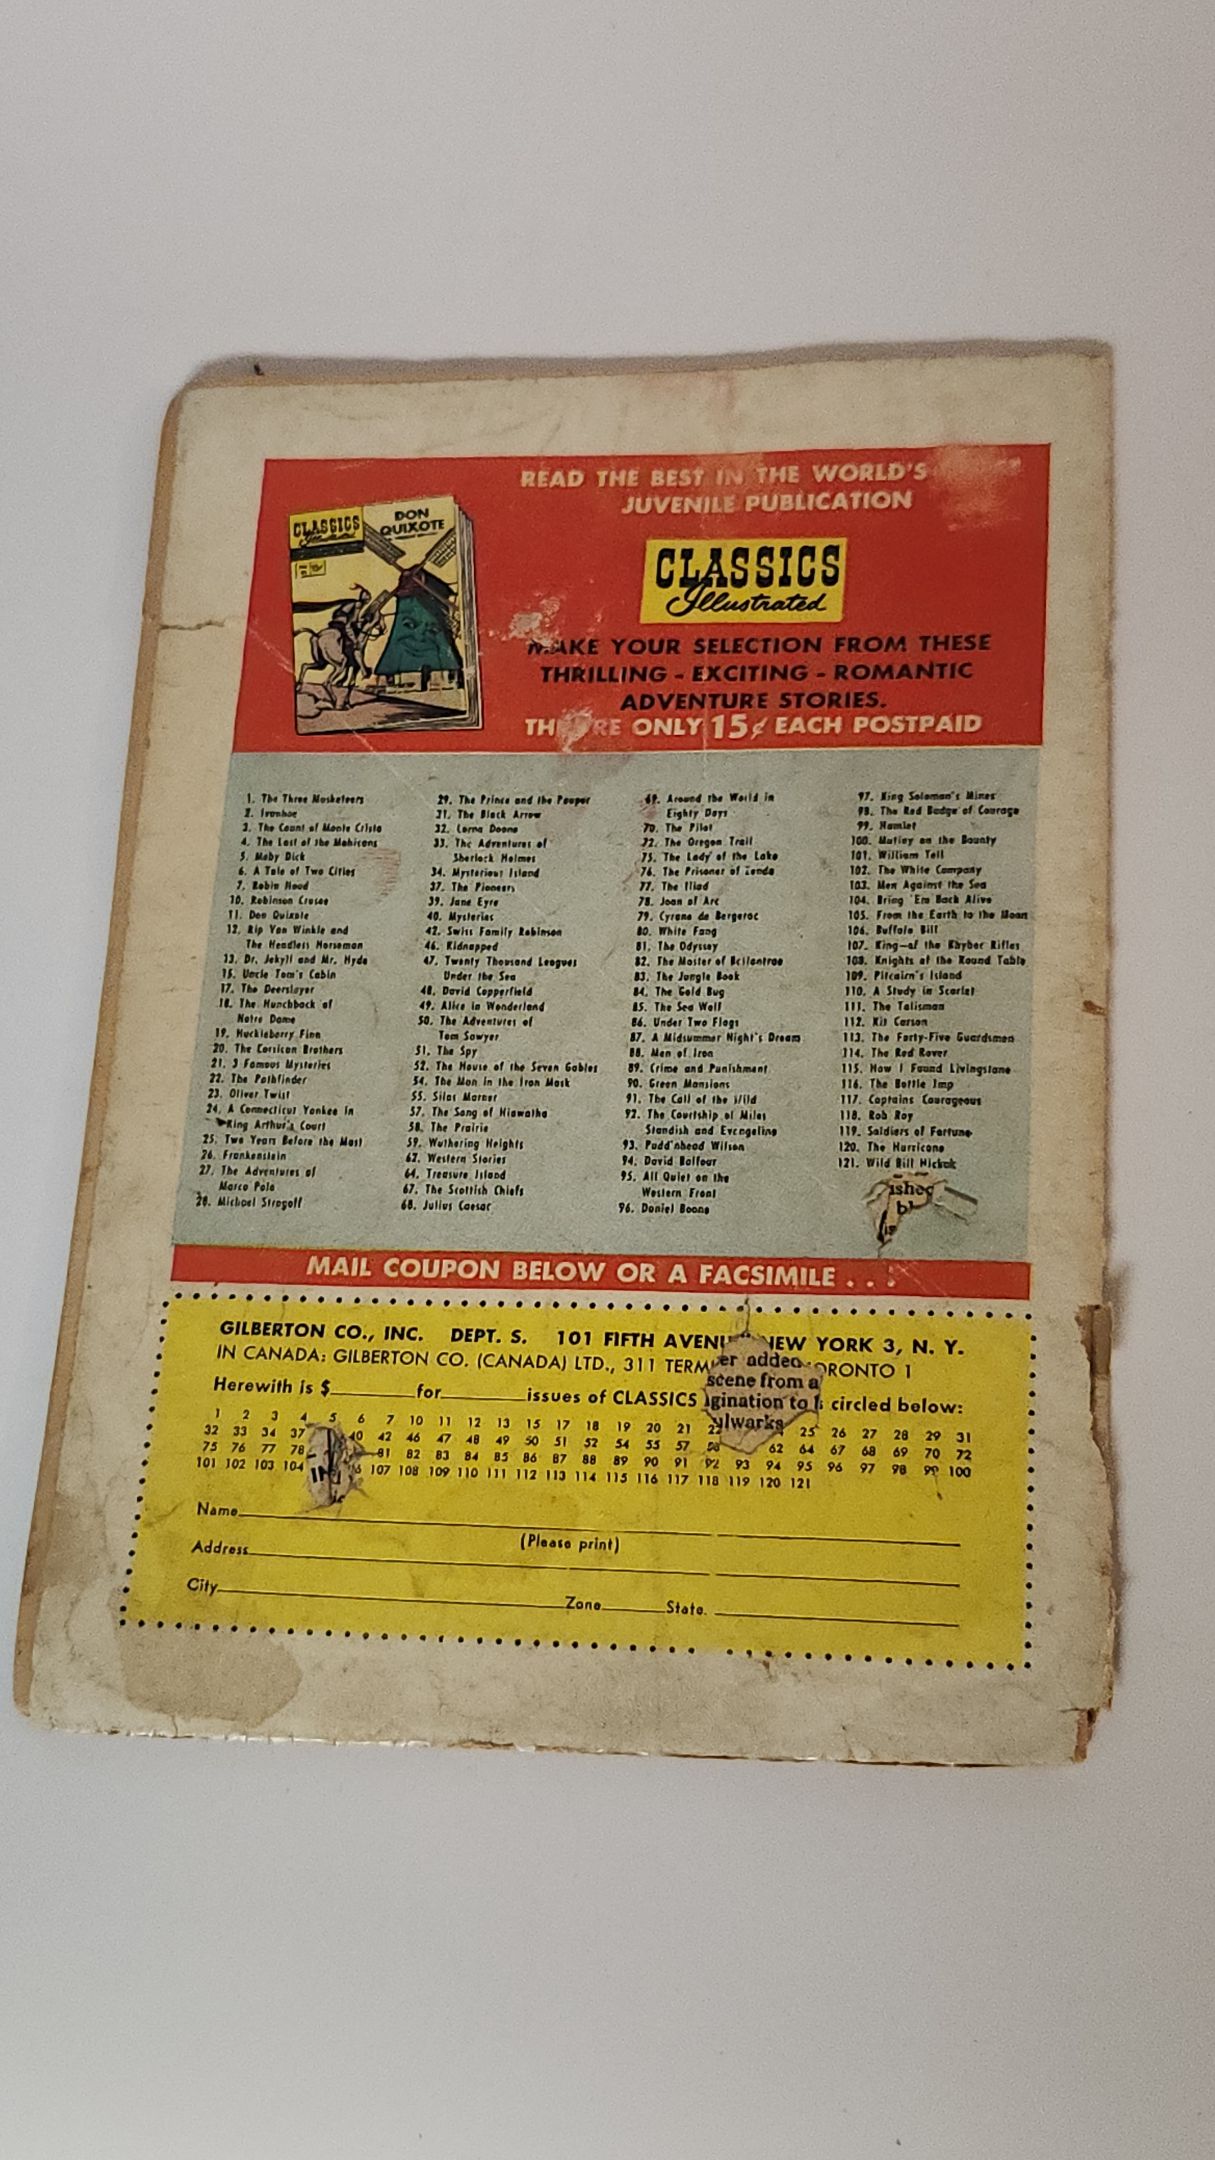 READ THE BEST IN THE WORLD'S
JUVENILE PUBLICATION
CLASSICS
Illustrated
DON
QUIXOTE
CLASSICS
Illustrated
MAKE YOUR SELECTION FROM THESE
THRILLING - EXCITING - ROMANTIC
ADVENTURE STORIES.
ONLY 15¢ EACH POSTPAID
1. The Three Musketeers
2. Ivanhoe
3. The Count of Monte Cristo
4. The Last of the Mohicans
5. Moby Dick
6. A Tale of Two Cities
7. Robin Hood
10. Robinson Crusoe
11. Don Quixote
12. Rip Van Winkle and
The Headless Horseman
13. Dr. Jekyll and Mr. Hyde
15. Uncle Tom's Cabin
17. The Deerslayer
18. The Hunchback of
Notre Dame
19. Huckleberry Finn
20. The Corsican Brothers
21. 3 Famous Mysteries
22. The Pathfinder
23. Oliver Twist
24. A Connecticut Yankee in
King Arthur's Court
25. Two Years Before the Mast
26. Frankenstein
27. The Adventures of
Marco Polo
28. Michael Strogoff
29. The Prince and the Pauper
31. The Black Arrow
32. Lorna Doone
33. The Adventures of
Sherlock Holmes
34. Mysterious Island
37. The Pioneers
39. Jane Eyre
40. Mysteries
42. Swiss Family Robinson
46. Kidnapped
47. Twenty Thousand Leagues
Under the Sea
48. David Copperfield
49. Alice in Wonderland
50. The Adventures of
Tom Sawyer
51. The Spy
52. The House of the Seven Gables
54. The Man in the Iron Mask
55. Silas Marner
57. The Song of Hiawatha
58. The Prairie
59. Wuthering Heights
62. Western Stories
64. Treasure Island
67. The Scottish Chiefs
68. Julius Caesar
69. Around the World in
Eighty Days
70. The Pilot
72. The Oregon Trail
75. The Lady of the Lake
76. The Prisoner of Zenda
77. The Iliad
78. Joan of Arc
79. Cyrano de Bergerac
80. White Fang
81. The Odyssey
82. The Master of Ballantrae
83. The Jungle Book
84. The Gold Bug
85. The Sea Wolf
86. Under Two Flags
87. A Midsummer Night's Dream
88. Men of Iron
89. Crime and Punishment
90. Green Mansions
91. The Call of the Wild
92. The Courtship of Miles
Standish and Evangeline
93. Pudd'nhead Wilson
94. David Balfour
95. All Quiet on the
Western Front
96. Daniel Boone
97. King Solomon's Mines
98. The Red Badge of Courage
99. Hamlet
100. Mutiny on the Bounty
101. William Tell
102. The White Company
103. Men Against the Sea
104. Bring 'Em Back Alive
105. From the Earth to the Moon
106. Buffalo Bill
107. King—of the Khyber Rifles
108. Knights of the Round Table
109. Pitcairn's Island
110. A Study in Scarlet
111. The Talisman
112. Kit Carson
113. The Forty-Five Guardsmen
114. The Red Rover
115. How I Found Livingstone
116. The Bottle Imp
117. Captains Courageous
118. Rob Roy
119. Soldiers of Fortune
120. The Hurricane
121. Wild Bill Hickok
MAIL COUPON BELOW OR A FACSIMILE . . .
GILBERTON CO., INC. DEPT. S. 101 FIFTH NEW YORK 3, N. Y.
IN CANADA: GILBERTON CO. (CANADA) LTD., 311 1
added
scene from a
Herewith is $ for issues of CLASSICS circled below:
1 2 3 4 5 6 7 10 11 12 13 15 17 18 19 20 21 25 26 27 28 29 31
32 33 34 37 40 42 46 47 48 49 50 51 52 54 55 57 58 62 64 67 68 69 70 72
75 76 77 78 81 82 83 84 85 86 87 88 89 90 91 92 93 94 95 96 97 98 99 100
101 102 103 104 107 108 109 110 111 112 113 114 115 116 117 118 119 120 121
Name
(Please print)
Address
City Zone State